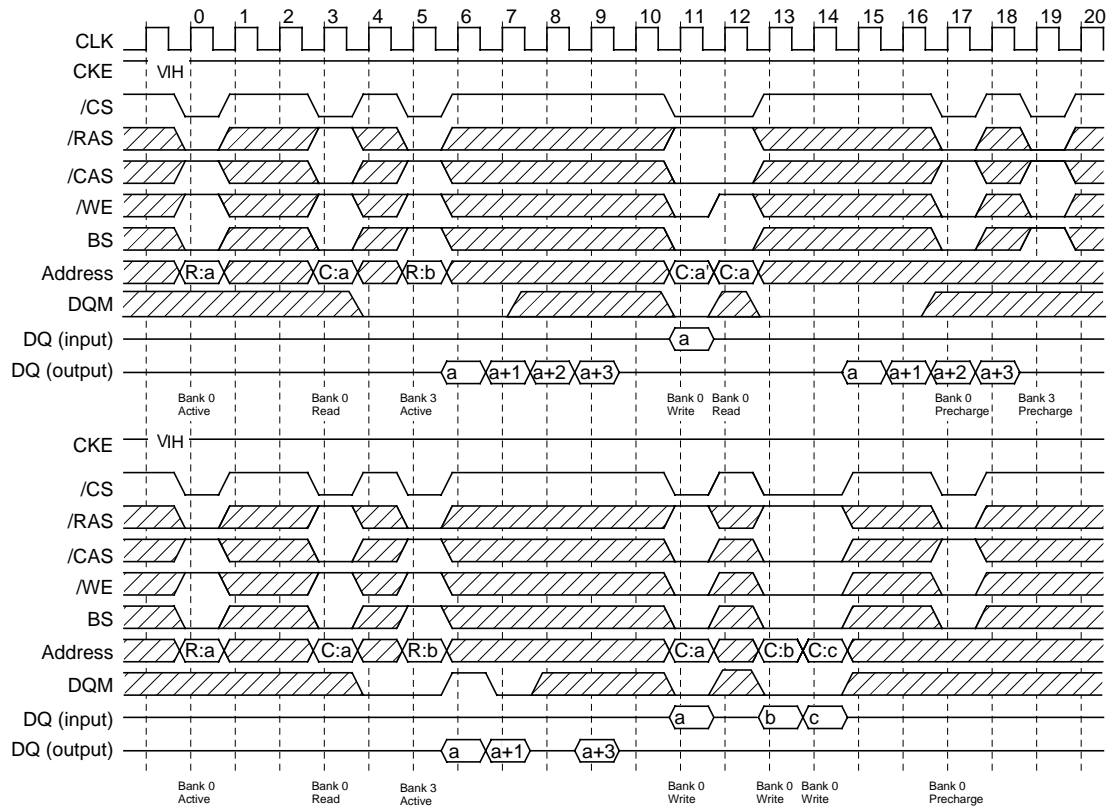 0 1 2 3 4 5 6 7 8 9 10 11 12 13 14 15 16 17 18 19 20
CLK
CKE VIH
/CS
/RAS
/CAS
/WE
BS
Address R:a C:a R:b C:a' C:a
DQM
DQ (input) a
DQ (output) a a+1 a+2 a+3 a a+1 a+2 a+3
Bank 0 Bank 0 Bank 3 Bank 0 Bank 0 Bank 0 Bank 3
Active Read Active Write Read Precharge Precharge
CKE VIH
/CS
/RAS
/CAS
/WE
BS
Address R:a C:a R:b C:a C:b C:c
DQM
DQ (input) a b c
DQ (output) a a+1 a+3
Bank 0 Bank 0 Bank 3 Bank 0 Bank 0 Bank 0 Bank 0
Active Read Active Write Write Write Precharge